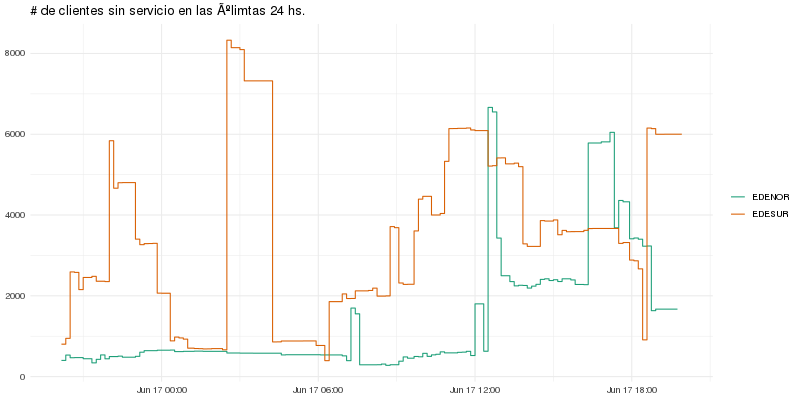 # de clientes sin servicio en las Ãºlimtas 24 hs.
8000
6000
4000
2000
0
Jun 17 00:00
Jun 17 06:00
Jun 17 12:00
Jun 17 18:00
EDENOR
EDESUR